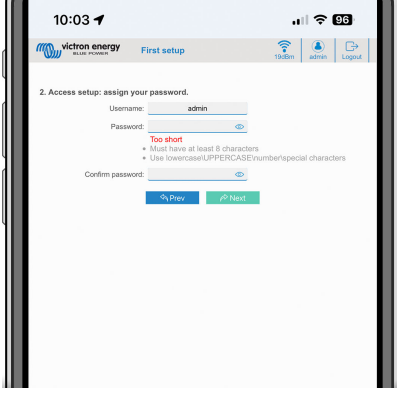 10:03
96
victron energy
BLUE POWER
First setup
19dBm
admin
Logout
2. Access setup: assign your password.
Username: admin
Password:
Too short
• Must have at least 8 characters
• Use lowercase\UPPERCASE\number\special characters
Confirm password:
Prev
Next